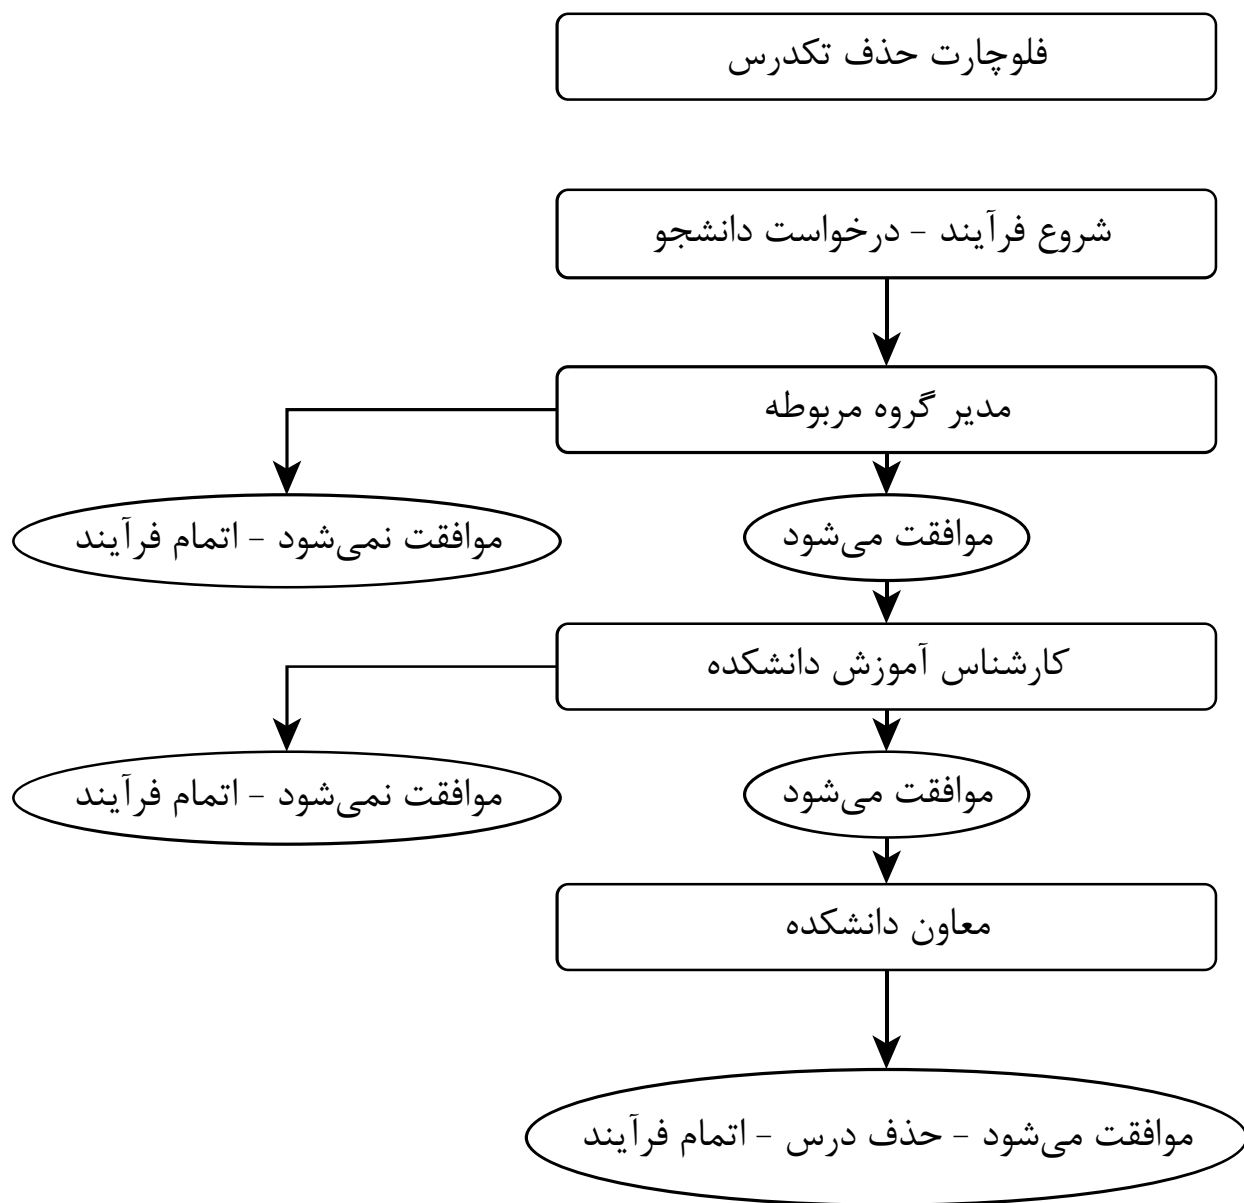 فلوچارت حذف تکدرس
شروع فرآیند - درخواست دانشجو
مدیر گروه مربوطه
موافقت می‌شود
موافقت نمی‌شود - اتمام فرآیند
کارشناس آموزش دانشکده
موافقت می‌شود
موافقت نمی‌شود - اتمام فرآیند
معاون دانشکده
موافقت می‌شود - حذف درس - اتمام فرآیند